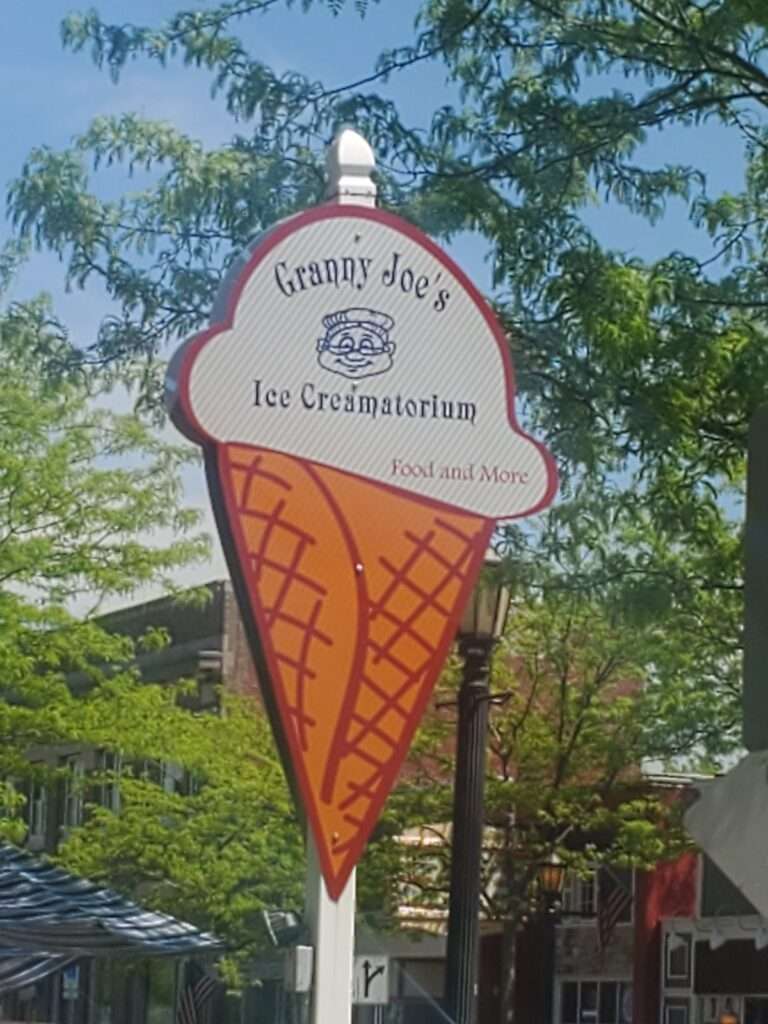 Granny Joe's
Ice Creamatorium
Food and More